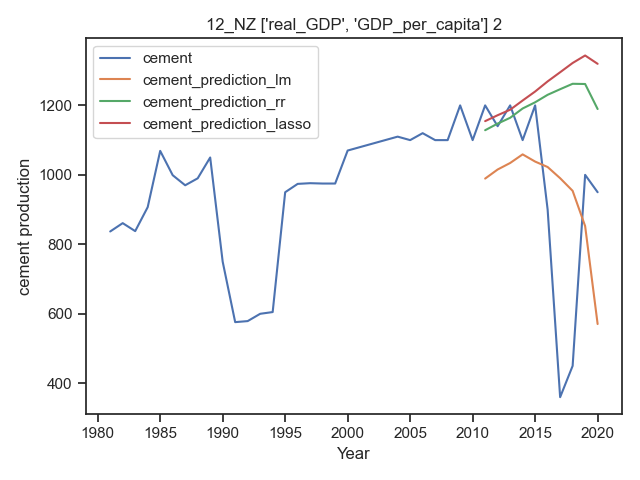 12_NZ ['real_GDP', 'GDP_per_capita'] 2
cement
cement_prediction_lm
cement_prediction_rr
cement_prediction_lasso
cement production
1200
1000
800
600
400
1980 1985 1990 1995 2000 2005 2010 2015 2020
Year